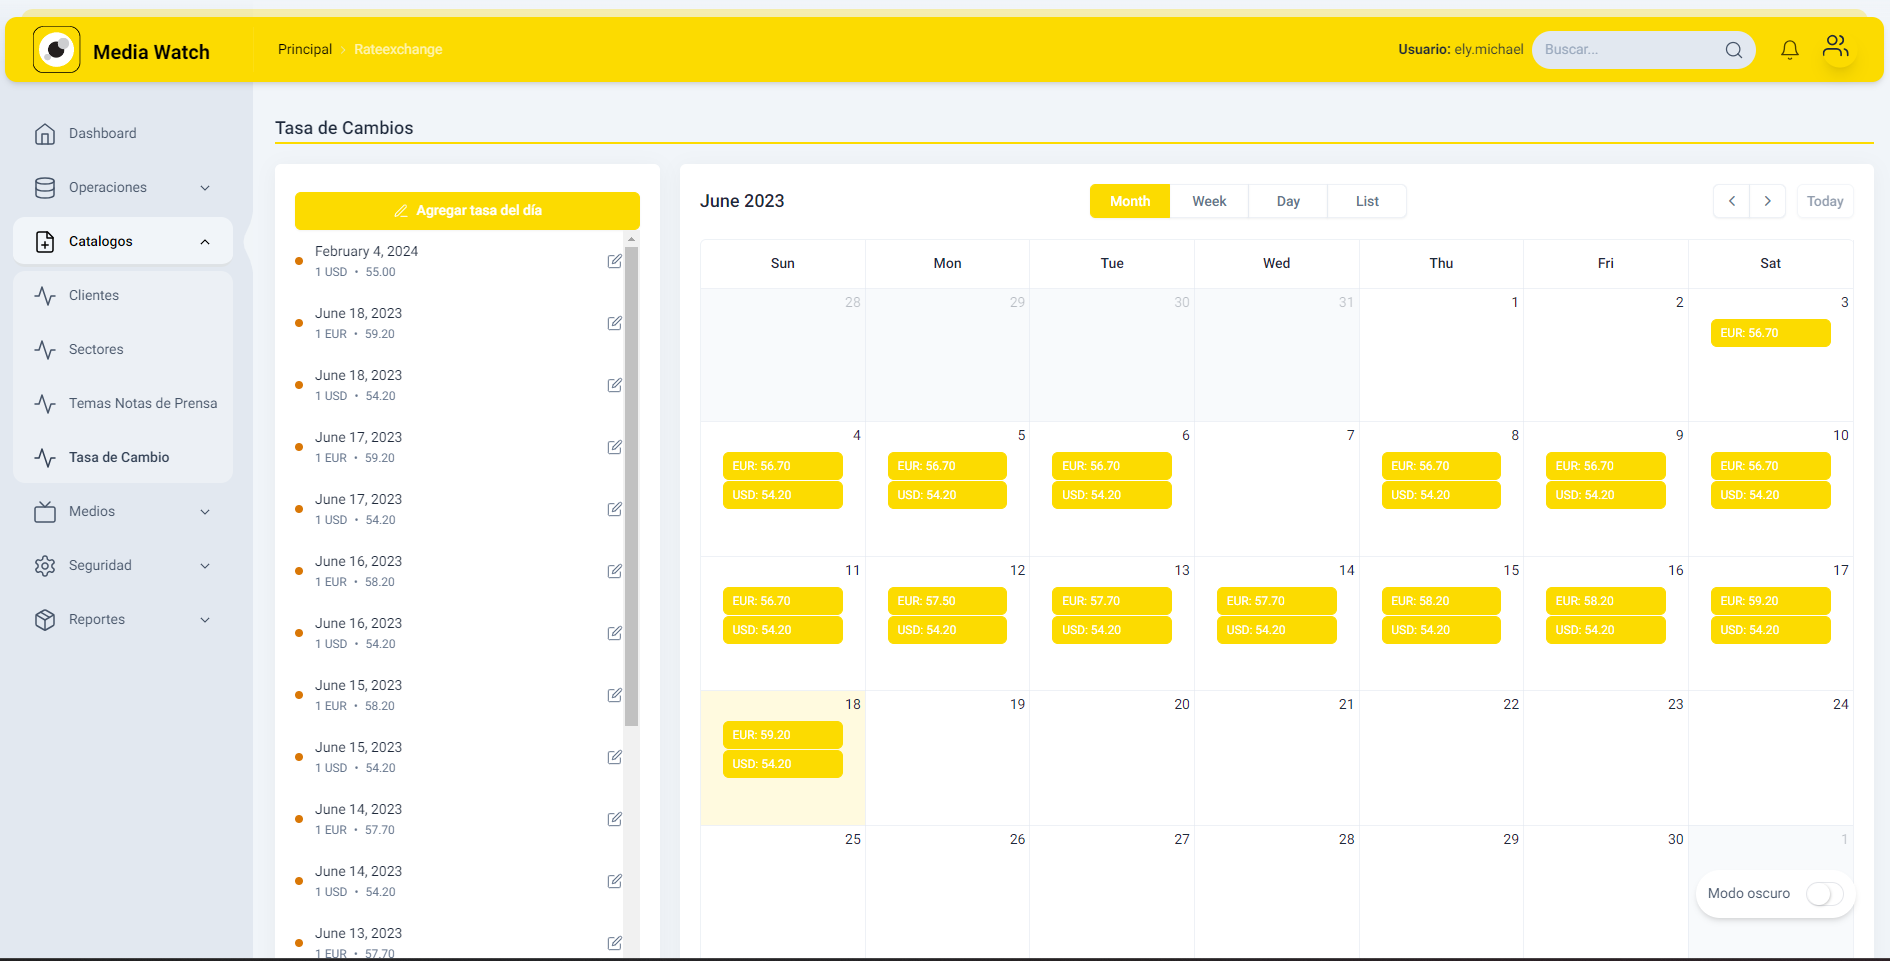 Media Watch
Principal > Rateexchange
Usuario: ely.michael
Buscar...
Dashboard
Operaciones
Catalogos
Clientes
Sectores
Temas Notas de Prensa
Tasa de Cambio
Medios
Seguridad
Reportes
Tasa de Cambios
Agregar tasa del día
February 4, 2024
1 USD • 55.00
June 18, 2023
1 EUR • 59.20
June 18, 2023
1 USD • 54.20
June 17, 2023
1 EUR • 59.20
June 17, 2023
1 USD • 54.20
June 16, 2023
1 EUR • 58.20
June 16, 2023
1 USD • 54.20
June 15, 2023
1 EUR • 58.20
June 15, 2023
1 USD • 54.20
June 14, 2023
1 EUR • 57.70
June 14, 2023
1 USD • 54.20
June 13, 2023
1 EUR • 57.70
June 2023
Month Week Day List
Today
Sun Mon Tue Wed Thu Fri Sat
28 29 30 31 1 2 3
EUR: 56.70
4 5 6 7 8 9 10
EUR: 56.70 EUR: 56.70 EUR: 56.70 EUR: 56.70 EUR: 56.70 EUR: 56.70
USD: 54.20 USD: 54.20 USD: 54.20 USD: 54.20 USD: 54.20 USD: 54.20
11 12 13 14 15 16 17
EUR: 56.70 EUR: 57.50 EUR: 57.70 EUR: 57.70 EUR: 58.20 EUR: 58.20 EUR: 59.20
USD: 54.20 USD: 54.20 USD: 54.20 USD: 54.20 USD: 54.20 USD: 54.20 USD: 54.20
18 19 20 21 22 23 24
EUR: 59.20
USD: 54.20
25 26 27 28 29 30 1
Modo oscuro